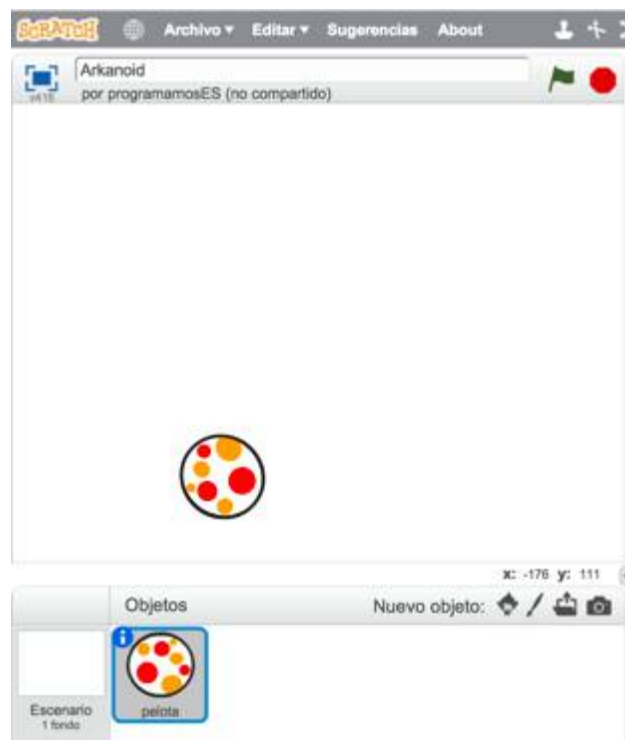 SCRATCH Archivo ▾ Editar ▾ Sugerencias About
Arkanoid
v416 por programamosES (no compartido)
x: -176 y: 111
Objetos Nuevo objeto:
pelota
Escenario
1 fondo